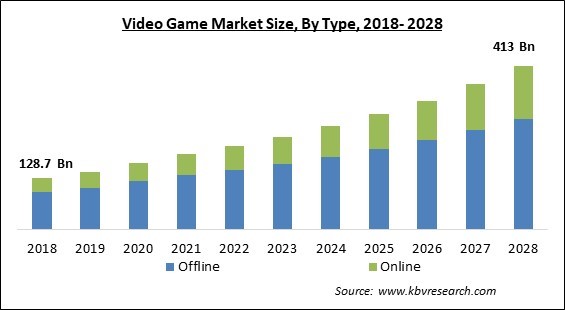 Video Game Market Size, By Type, 2018- 2028
413 Bn
128.7 Bn
2018 2019 2020 2021 2022 2023 2024 2025 2026 2027 2028
Offline Online
Source: www.kbvresearch.com